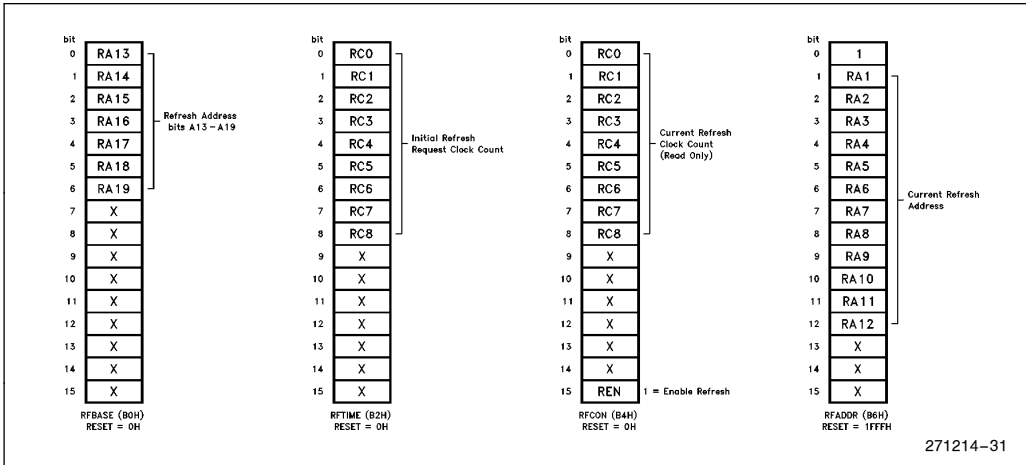 bit
0 RA13
1 RA14
2 RA15
3 RA16
4 RA17
5 RA18
6 RA19
7 X
8 X
9 X
10 X
11 X
12 X
13 X
14 X
15 X
Refresh Address
bits A13-A19
RFBASE (B0H)
RESET = 0H
bit
0 RC0
1 RC1
2 RC2
3 RC3
4 RC4
5 RC5
6 RC6
7 RC7
8 RC8
9 X
10 X
11 X
12 X
13 X
14 X
15 X
Initial Refresh
Request Clock Count
RFTIME (B2H)
RESET = 0H
bit
0 RC0
1 RC1
2 RC2
3 RC3
4 RC4
5 RC5
6 RC6
7 RC7
8 RC8
9 X
10 X
11 X
12 X
13 X
14 X
15 REN 1 = Enable Refresh
Current Refresh
Clock Count
(Read Only)
RFCON (B4H)
RESET = 0H
bit
0 1
1 RA1
2 RA2
3 RA3
4 RA4
5 RA5
6 RA6
7 RA7
8 RA8
9 RA9
10 RA10
11 RA11
12 RA12
13 X
14 X
15 X
Current Refresh
Address
RFADDR (B6H)
RESET = 1FFFH
271214-31